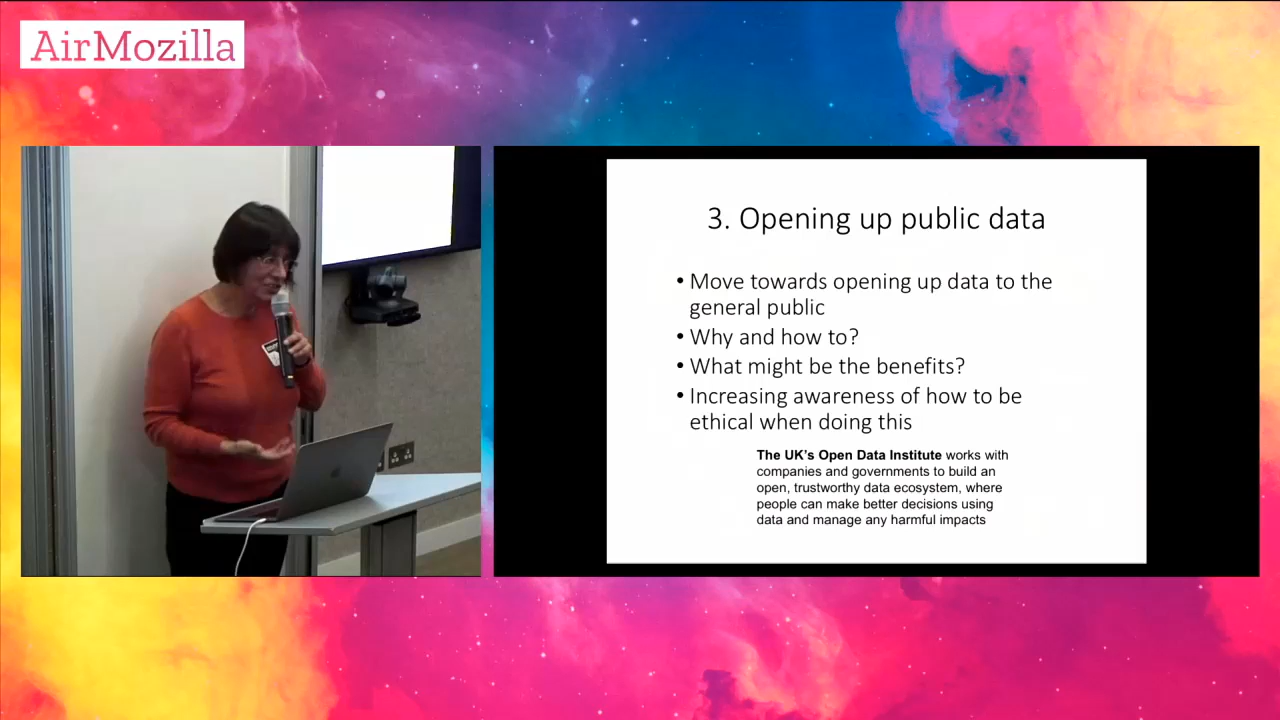 AirMozilla
3. Opening up public data
• Move towards opening up data to the
general public
• Why and how to?
• What might be the benefits?
• Increasing awareness of how to be
ethical when doing this
The UK's Open Data Institute works with
companies and governments to build an
open, trustworthy data ecosystem, where
people can make better decisions using
data and manage any harmful impacts